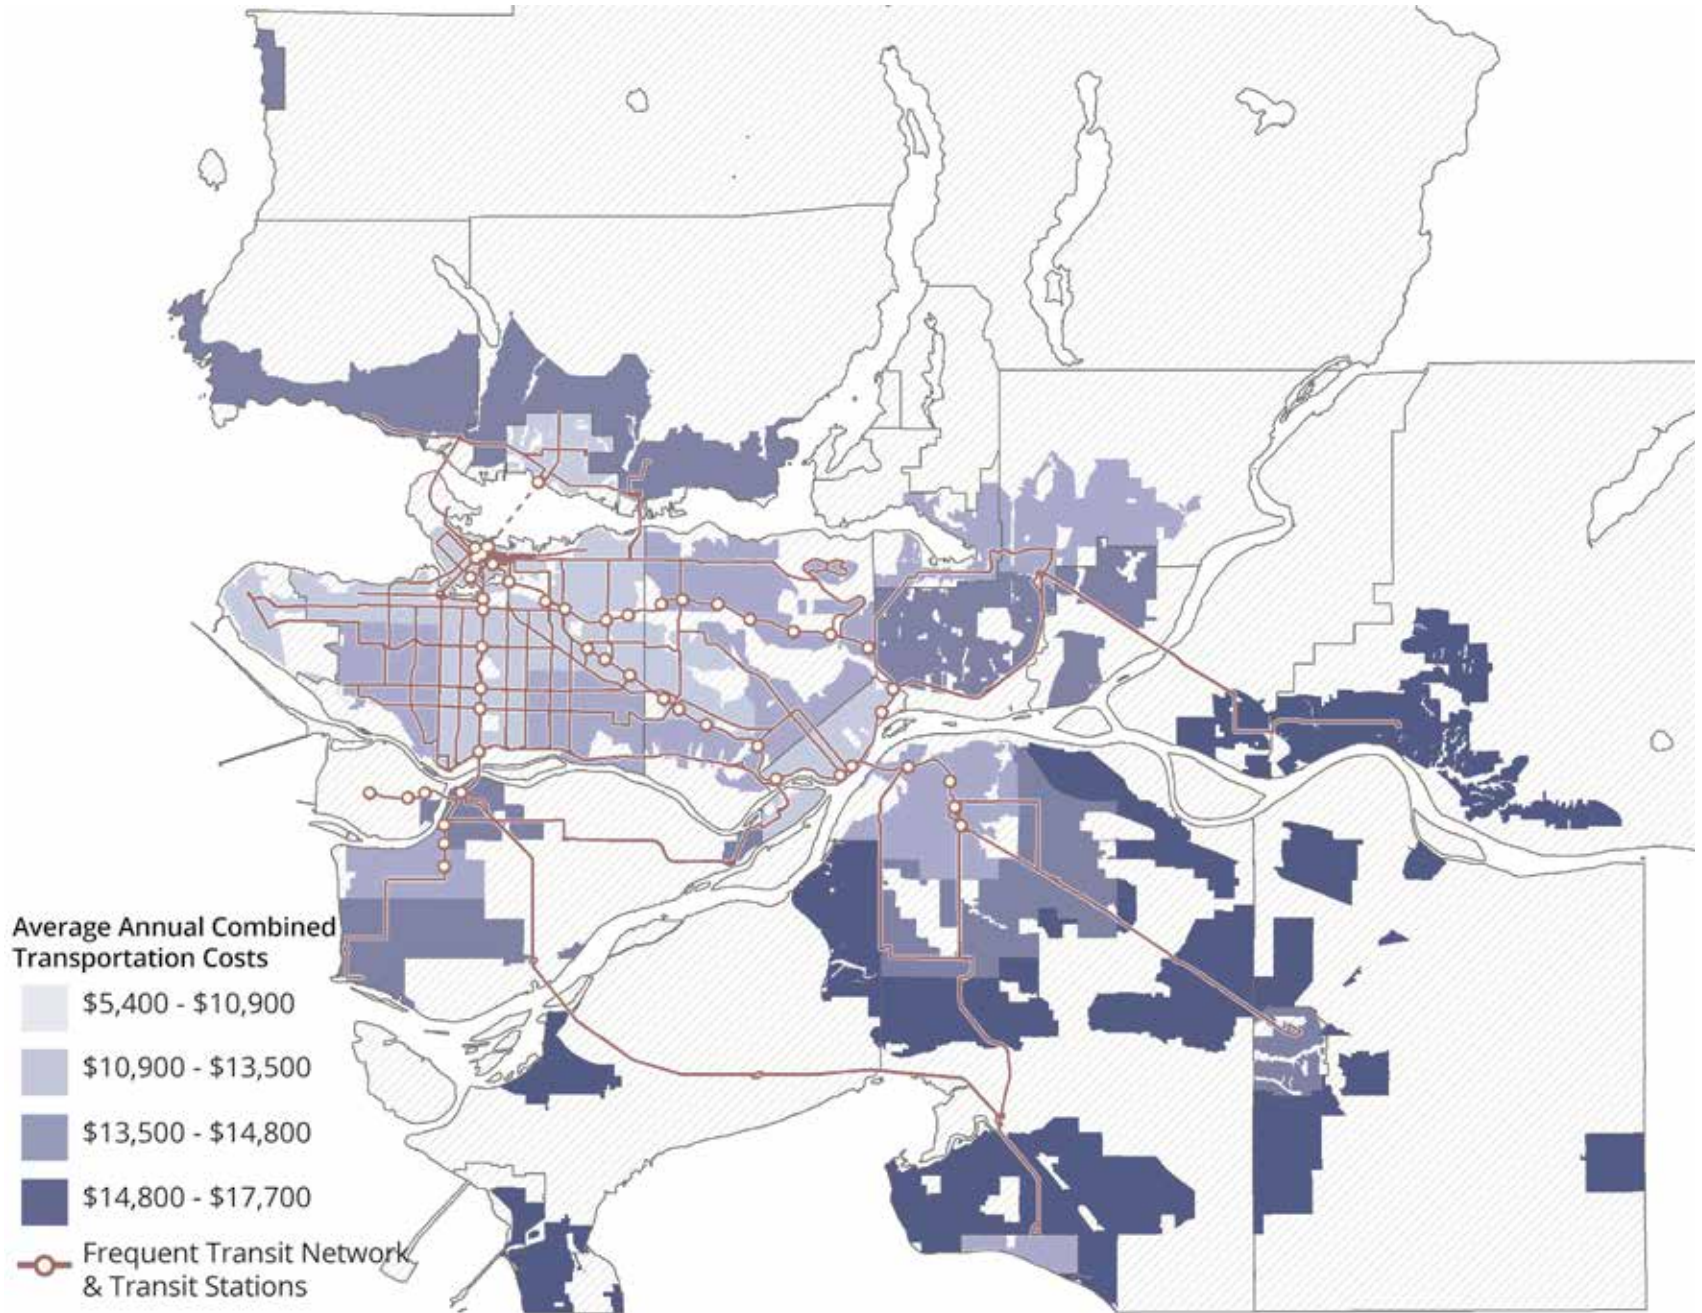 Average Annual Combined
Transportation Costs
$5,400 - $10,900
$10,900 - $13,500
$13,500 - $14,800
$14,800 - $17,700
Frequent Transit Network
& Transit Stations